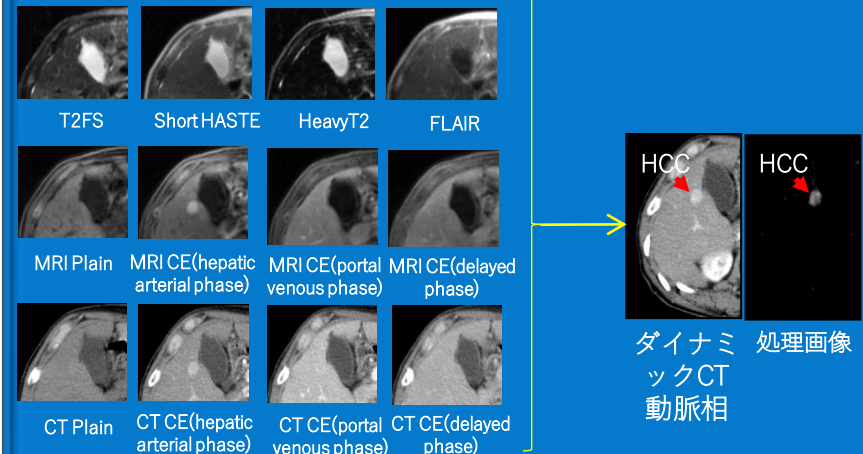 T2FS
Short HASTE
HeavyT2
FLAIR
MRI Plain
MRI CE(hepatic
arterial phase)
MRI CE(portal
venous phase)
MRI CE(delayed
phase)
CT Plain
CT CE(hepatic
arterial phase)
CT CE(portal
venous phase)
CT CE(delayed
phase)
HCC
HCC
ダイナミ
ックCT
動脈相
処理画像